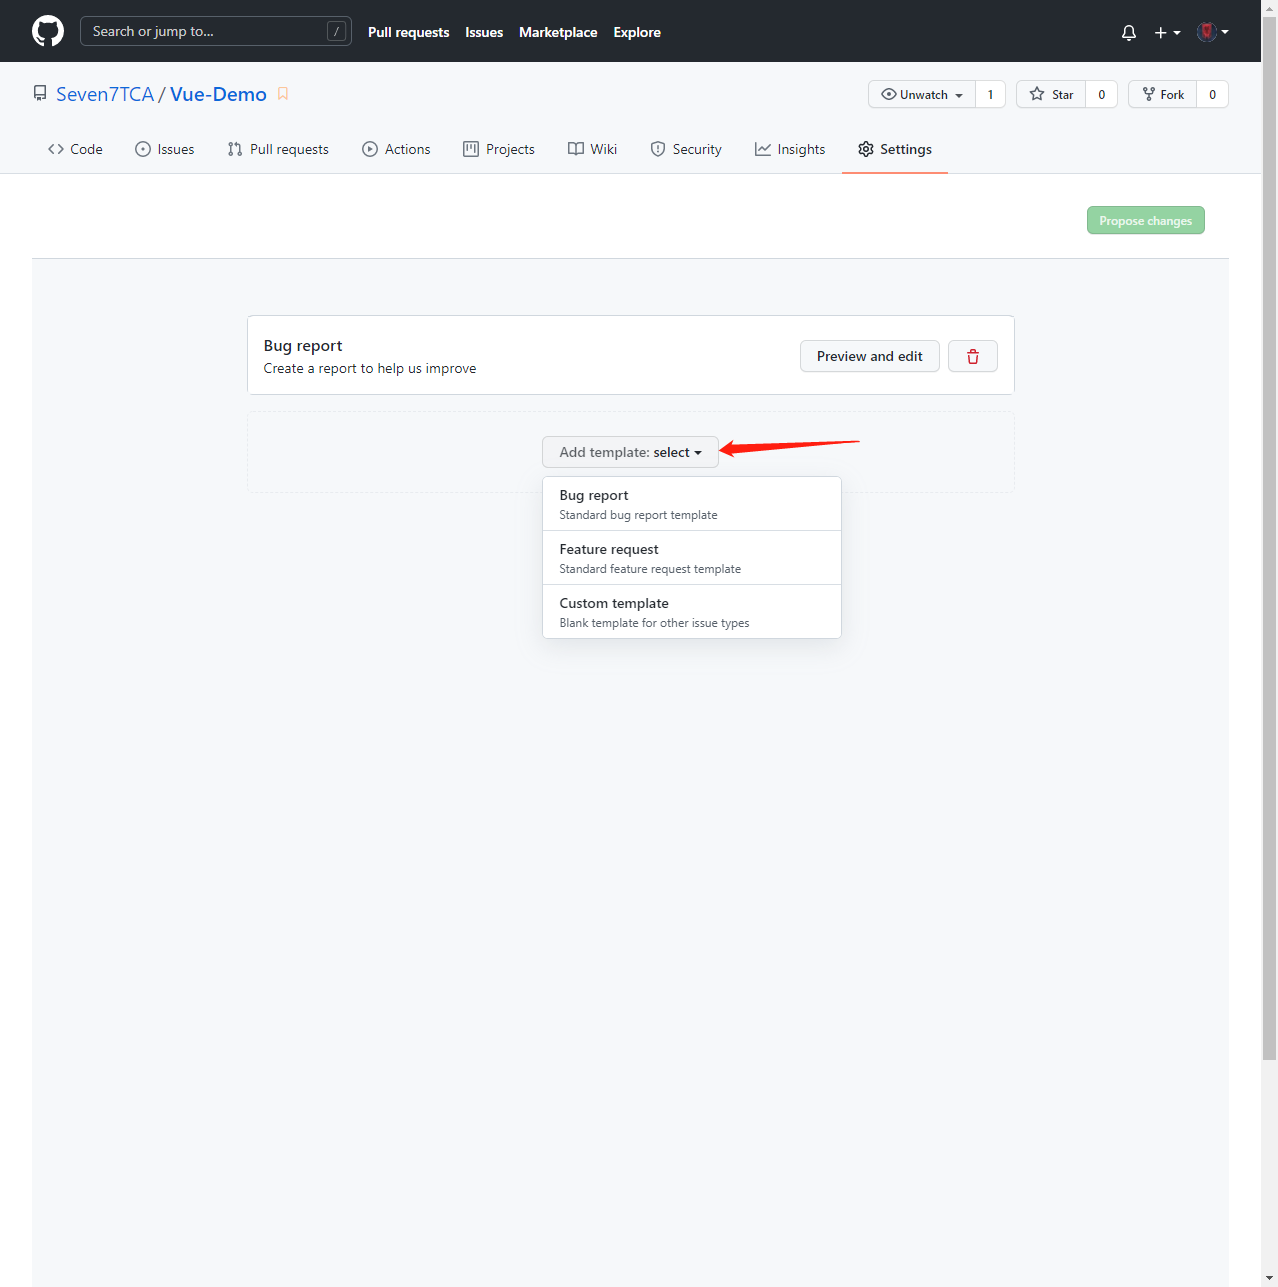 Search or jump to... / Pull requests Issues Marketplace Explore
Seven7TCA / Vue-Demo Unwatch 1 Star 0 Fork 0
Code Issues Pull requests Actions Projects Wiki Security Insights Settings
Propose changes
Bug report
Create a report to help us improve
Preview and edit
Add template: select
Bug report
Standard bug report template
Feature request
Standard feature request template
Custom template
Blank template for other issue types